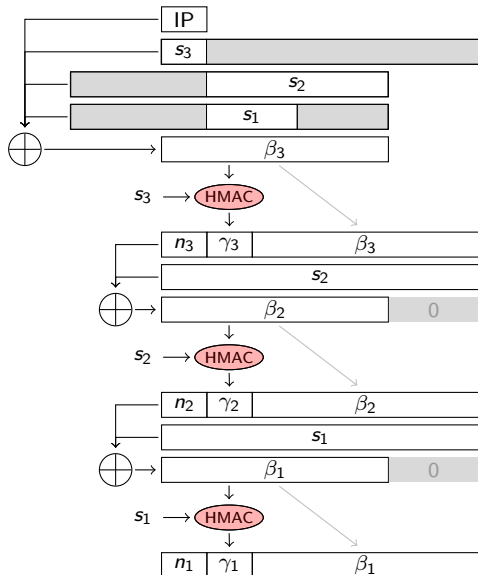 IP
s₃
s₂
s₁
β₃
s₃ HMAC
n₃ γ₃ β₃
s₂
β₂ 0
s₂ HMAC
n₂ γ₂ β₂
s₁
β₁ 0
s₁ HMAC
n₁ γ₁ β₁